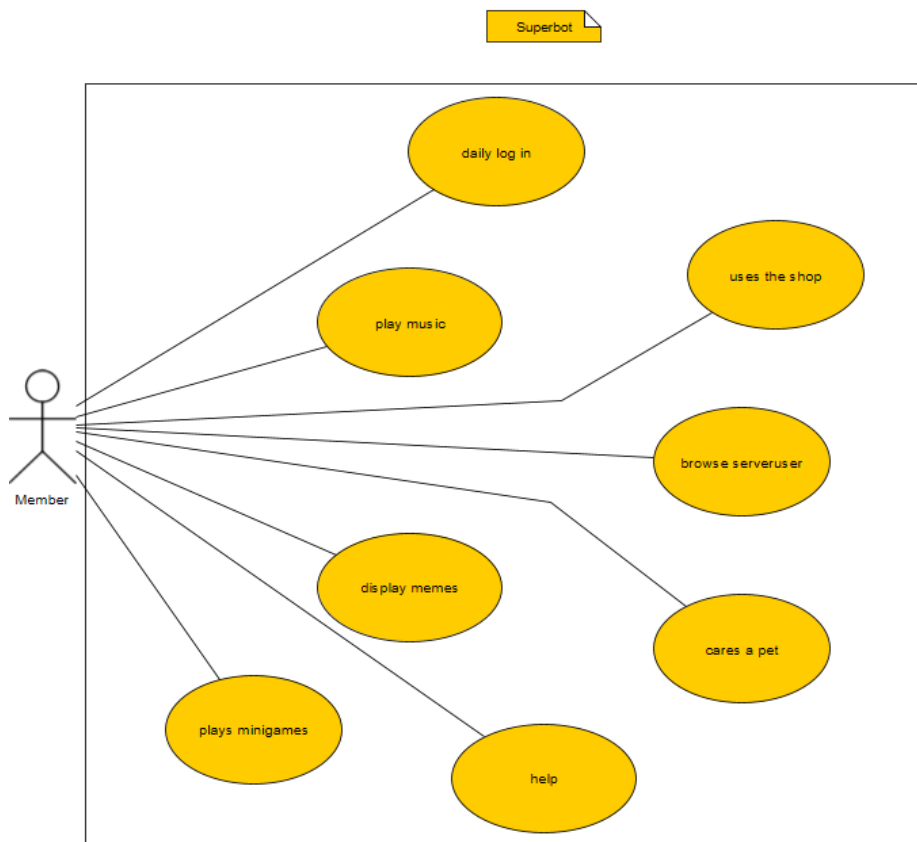 Superbot
daily log in
uses the shop
play music
browse serveruser
Member
display memes
cares a pet
plays minigames
help